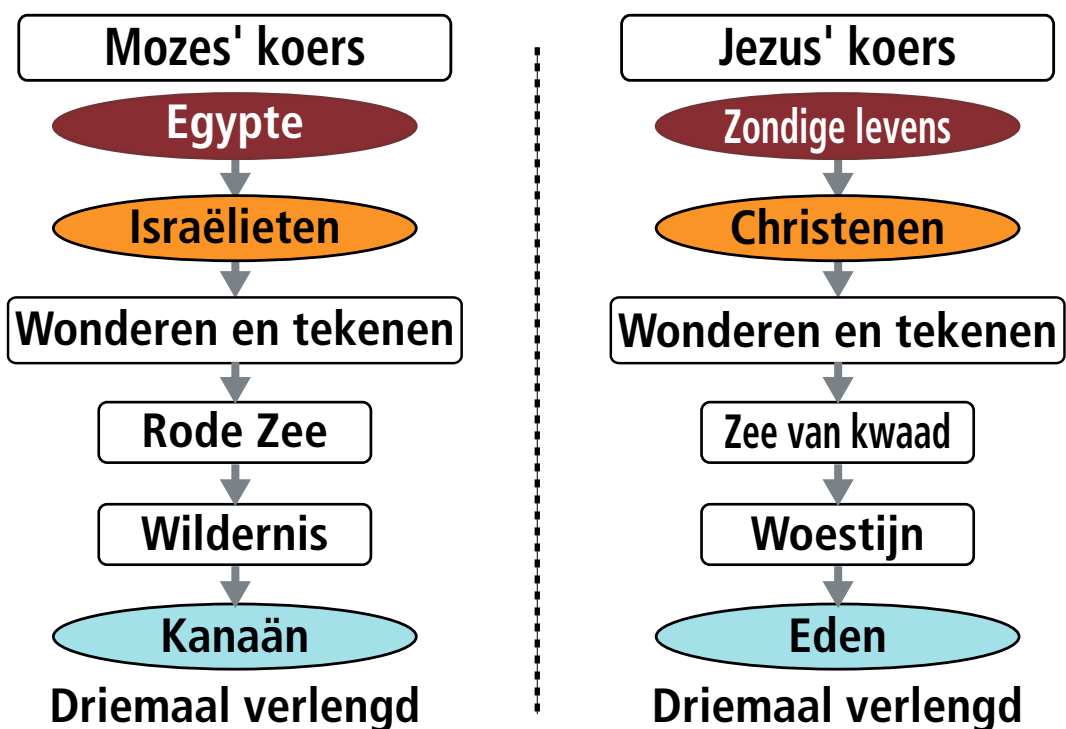 Mozes' koers
Egypte
Israëlieten
Wonderen en tekenen
Rode Zee
Wildernis
Kanaän
Driemaal verlengd
Jezus' koers
Zondige levens
Christenen
Wonderen en tekenen
Zee van kwaad
Woestijn
Eden
Driemaal verlengd